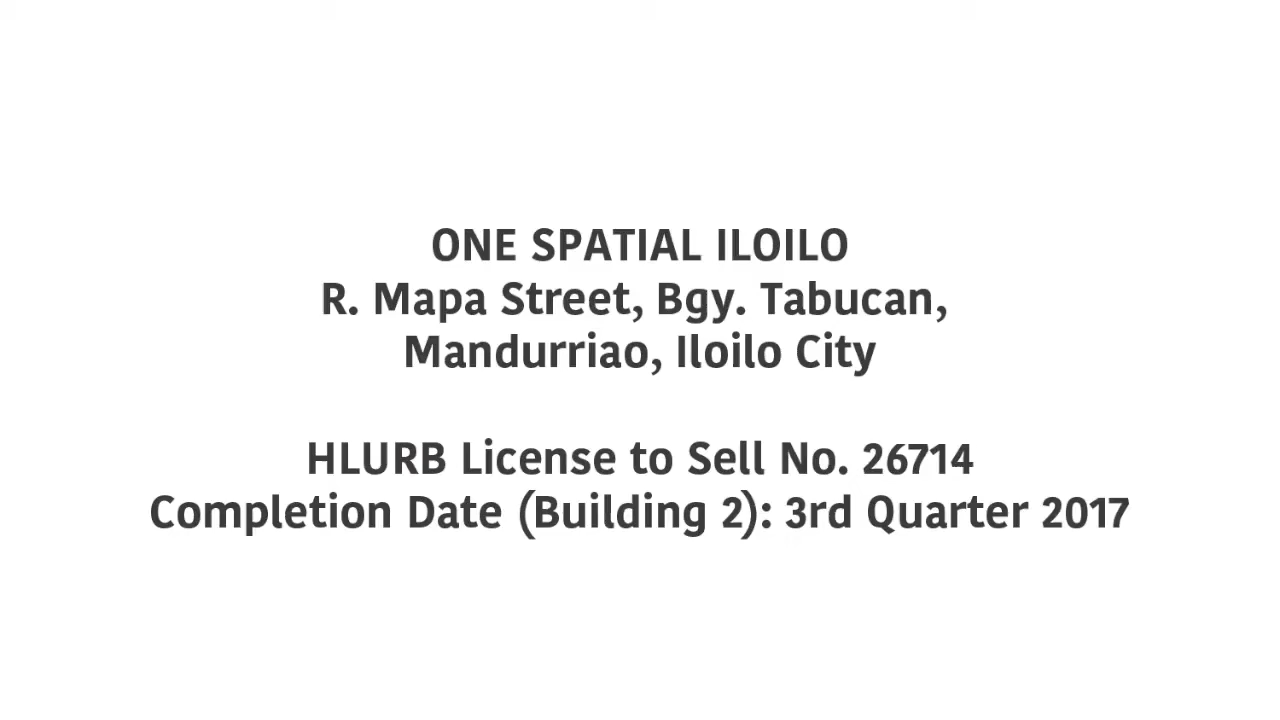 ONE SPATIAL ILOILO
R. Mapa Street, Bgy. Tabucan,
Mandurriao, Iloilo City
HLURB License to Sell No. 26714
Completion Date (Building 2): 3rd Quarter 2017